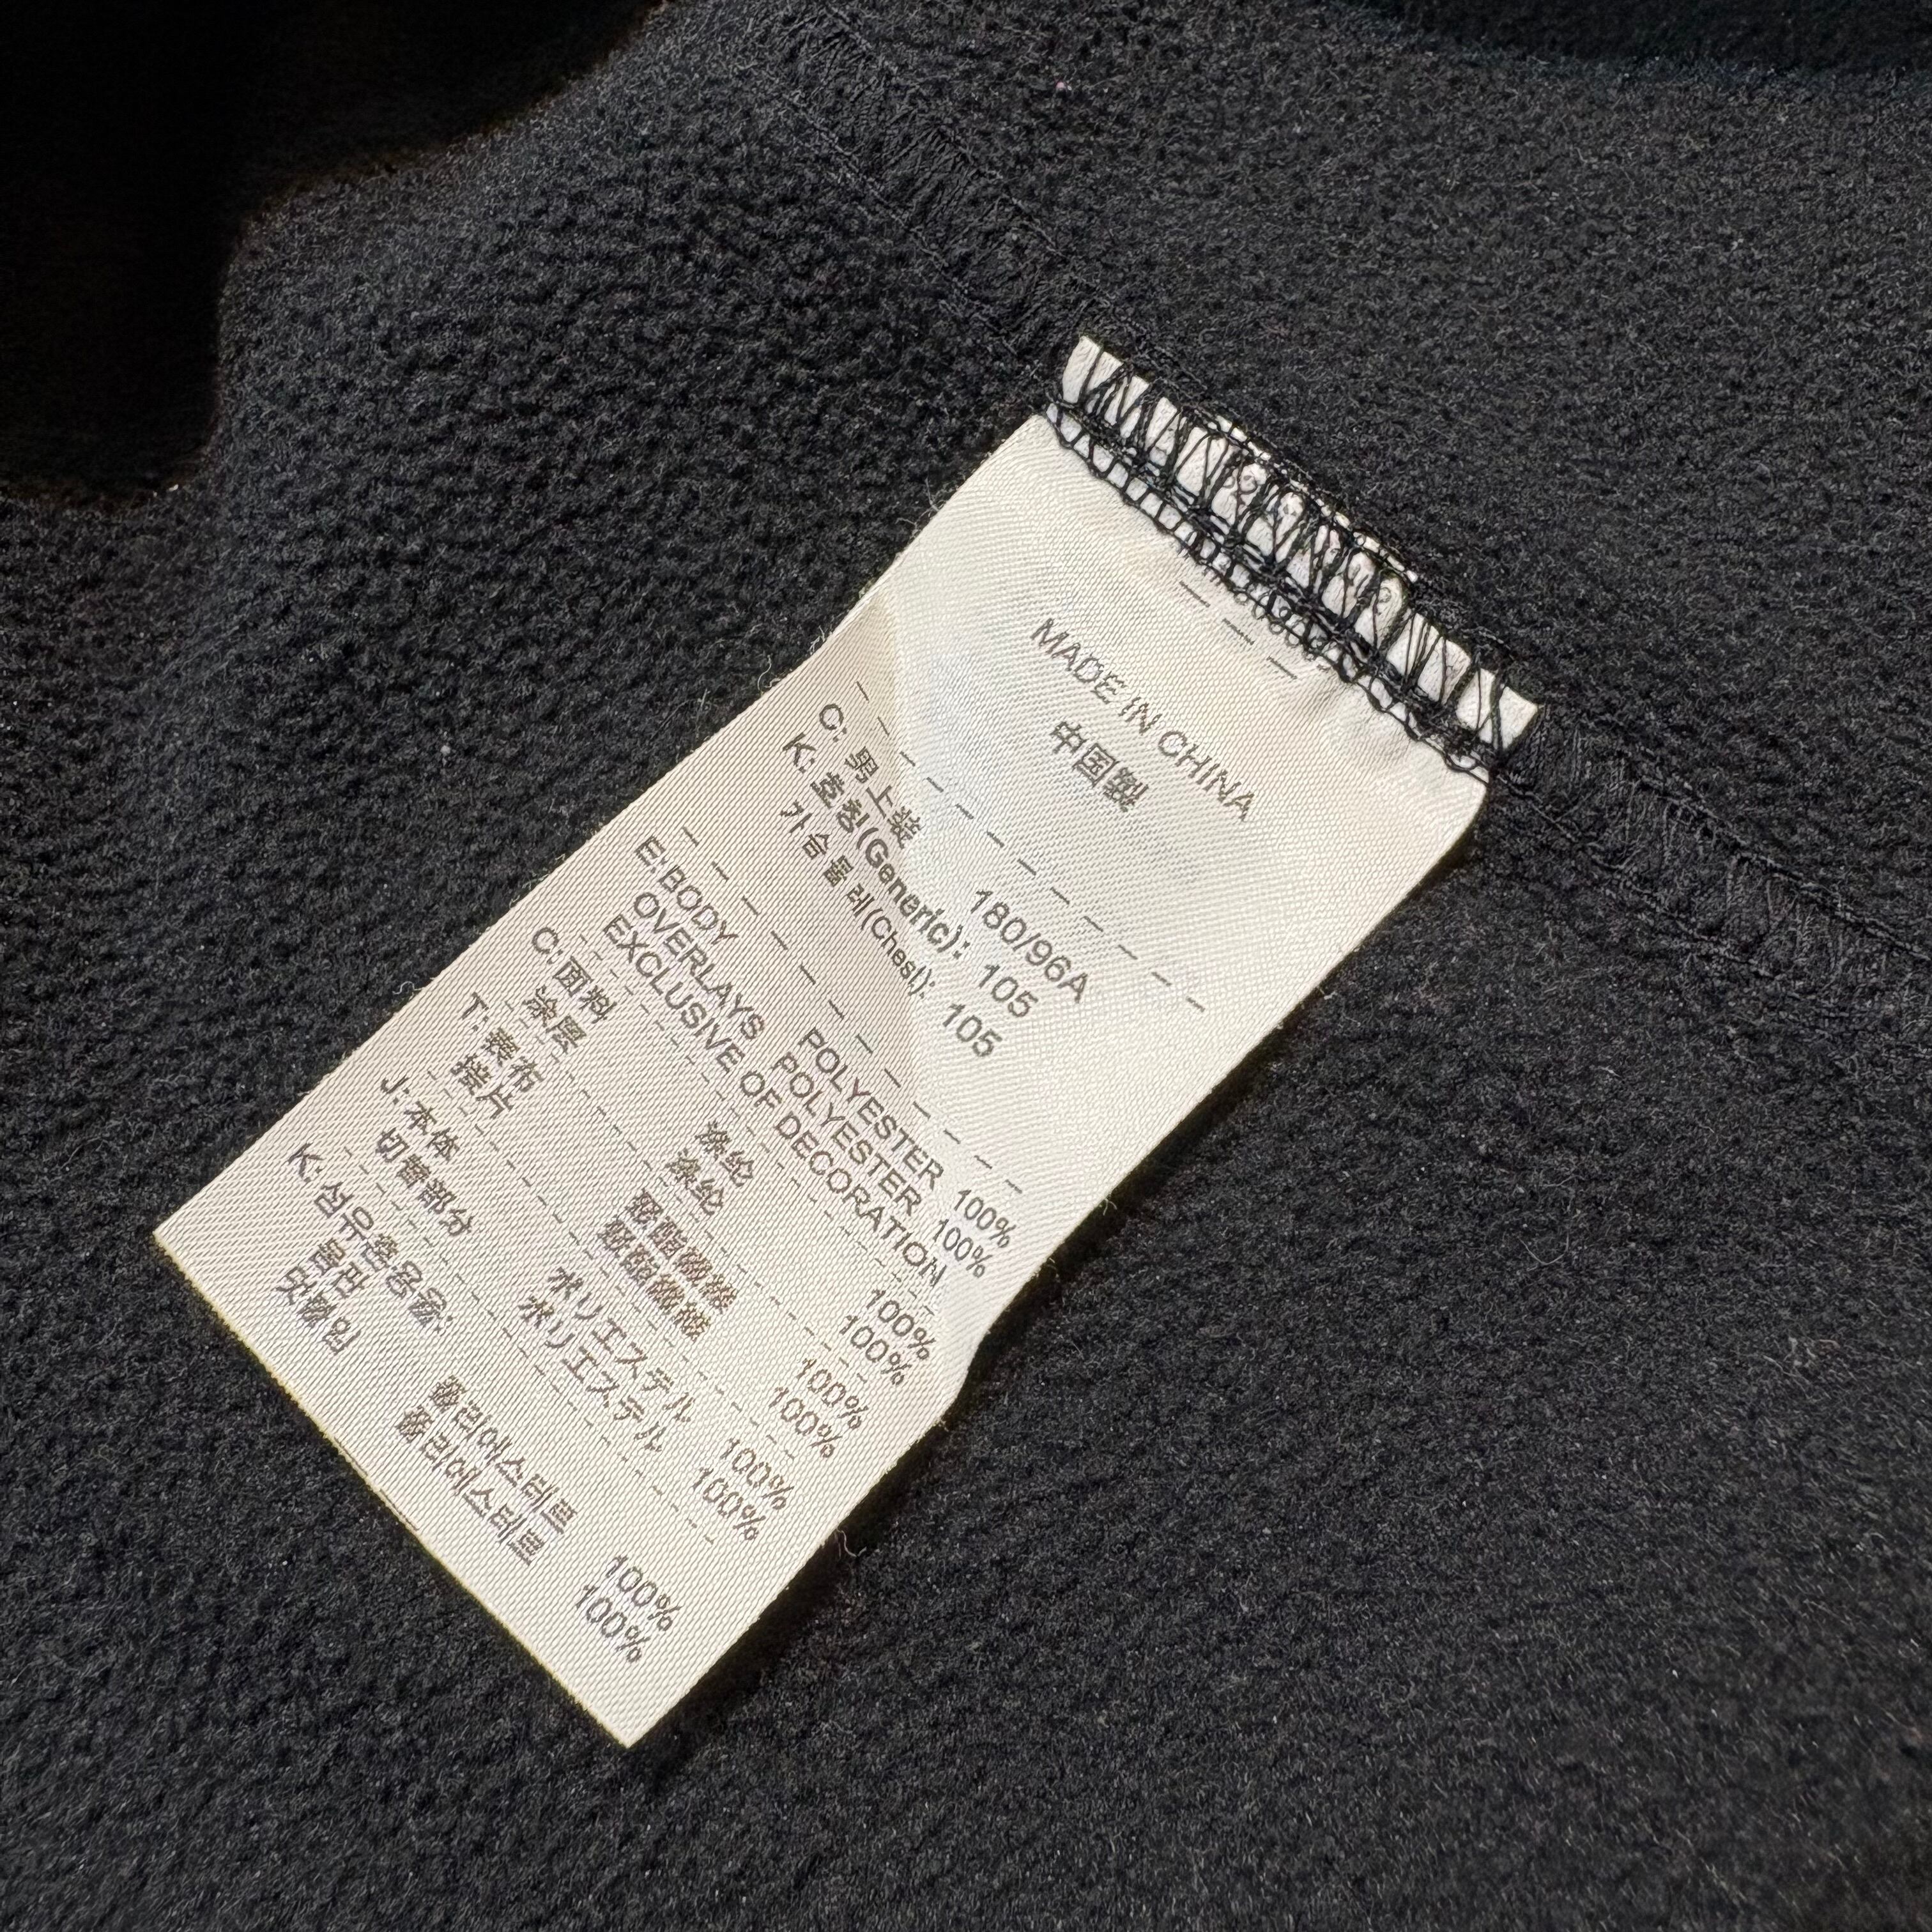 MADE IN CHINA
中国製
C: 男上装 180/96A
K: 호칭(Generic): 105
가슴둘레(Chest): 105
E:BODY POLYESTER 100%
OVERLAYS POLYESTER 100%
EXCLUSIVE OF DECORATION
C:面料 涤纶 100%
涂层 涤纶 100%
T: 表布 聚酯纖維 100%
接片 聚酯纖維 100%
J: 本体 ポリエステル 100%
切替部分 ポリエステル 100%
K: 섬유혼용율:
몸판 폴리에스테르 100%
덧댐 폴리에스테르 100%